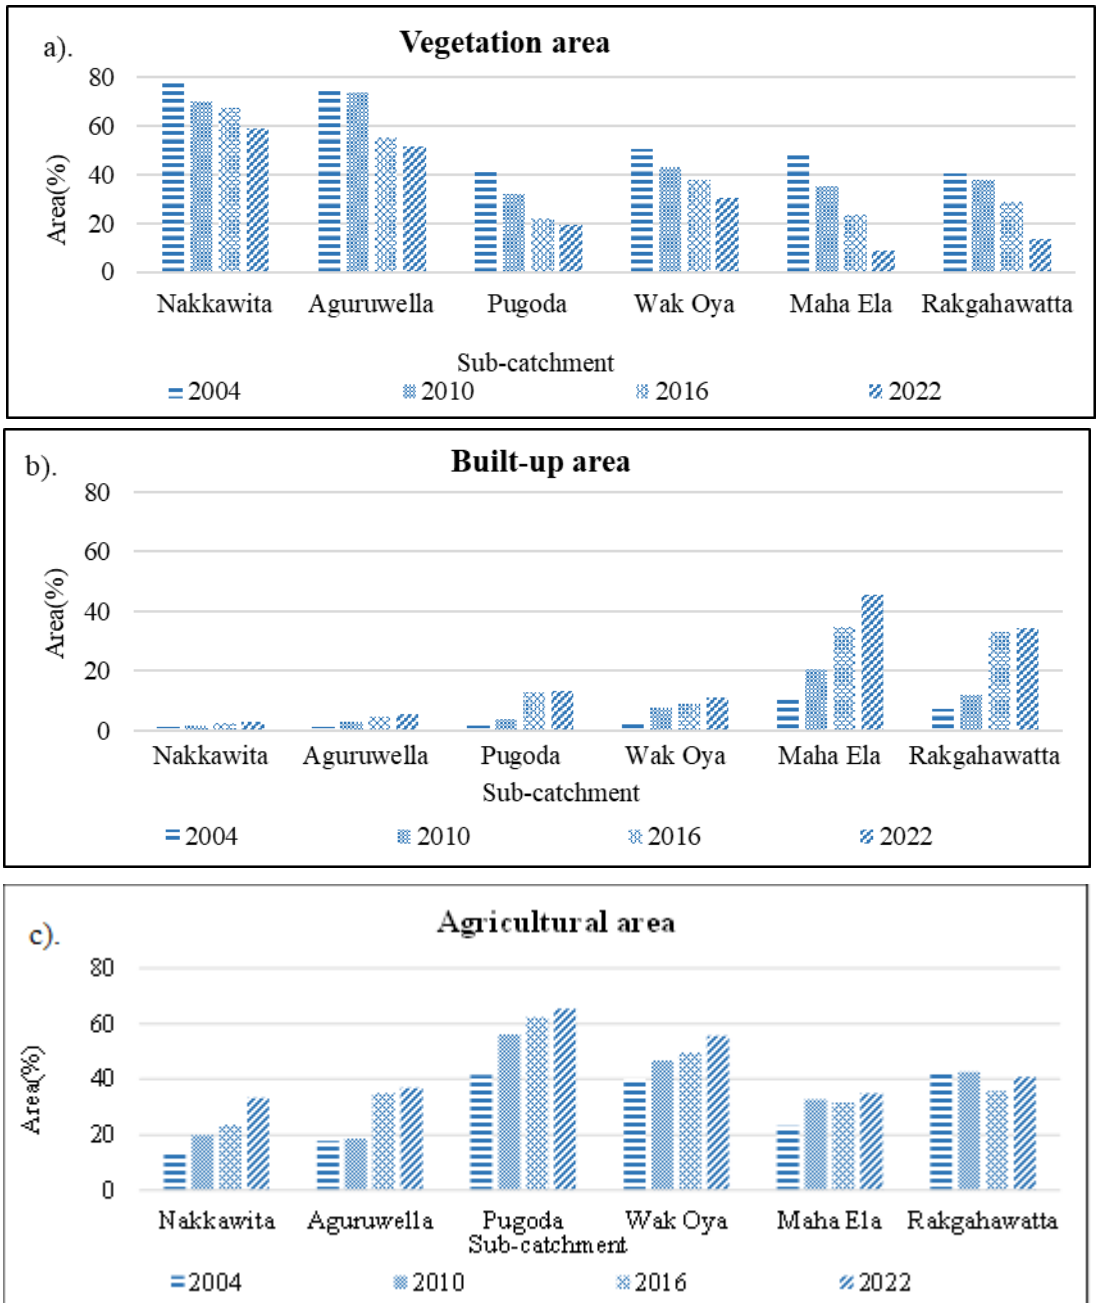 a).
Vegetation area
80
60
40
20
0
Area(%)
Nakkawita Aguruwella Pugoda Wak Oya Maha Ela Rakgahawatta
Sub-catchment
2004 2010 2016 2022
b).
Built-up area
80
60
40
20
0
Area(%)
Nakkawita Aguruwella Pugoda Wak Oya Maha Ela Rakgahawatta
Sub-catchment
2004 2010 2016 2022
c).
Agricultural area
80
60
40
20
0
Area(%)
Nakkawita Aguruwella Pugoda Wak Oya Maha Ela Rakgahawatta
Sub-catchment
2004 2010 2016 2022